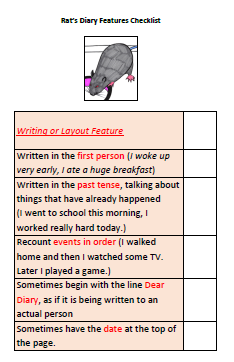 Rat's Diary Features Checklist
Writing or Layout Feature
Written in the first person (I woke up
very early, I ate a huge breakfast)
Written in the past tense, talking about
things that have already happened
(I went to school this morning, I
worked really hard today.)
Recount events in order (I walked
home and then I watched some TV.
Later I played a game.)
Sometimes begin with the line Dear
Diary, as if it is being written to an
actual person
Sometimes have the date at the top of
the page.